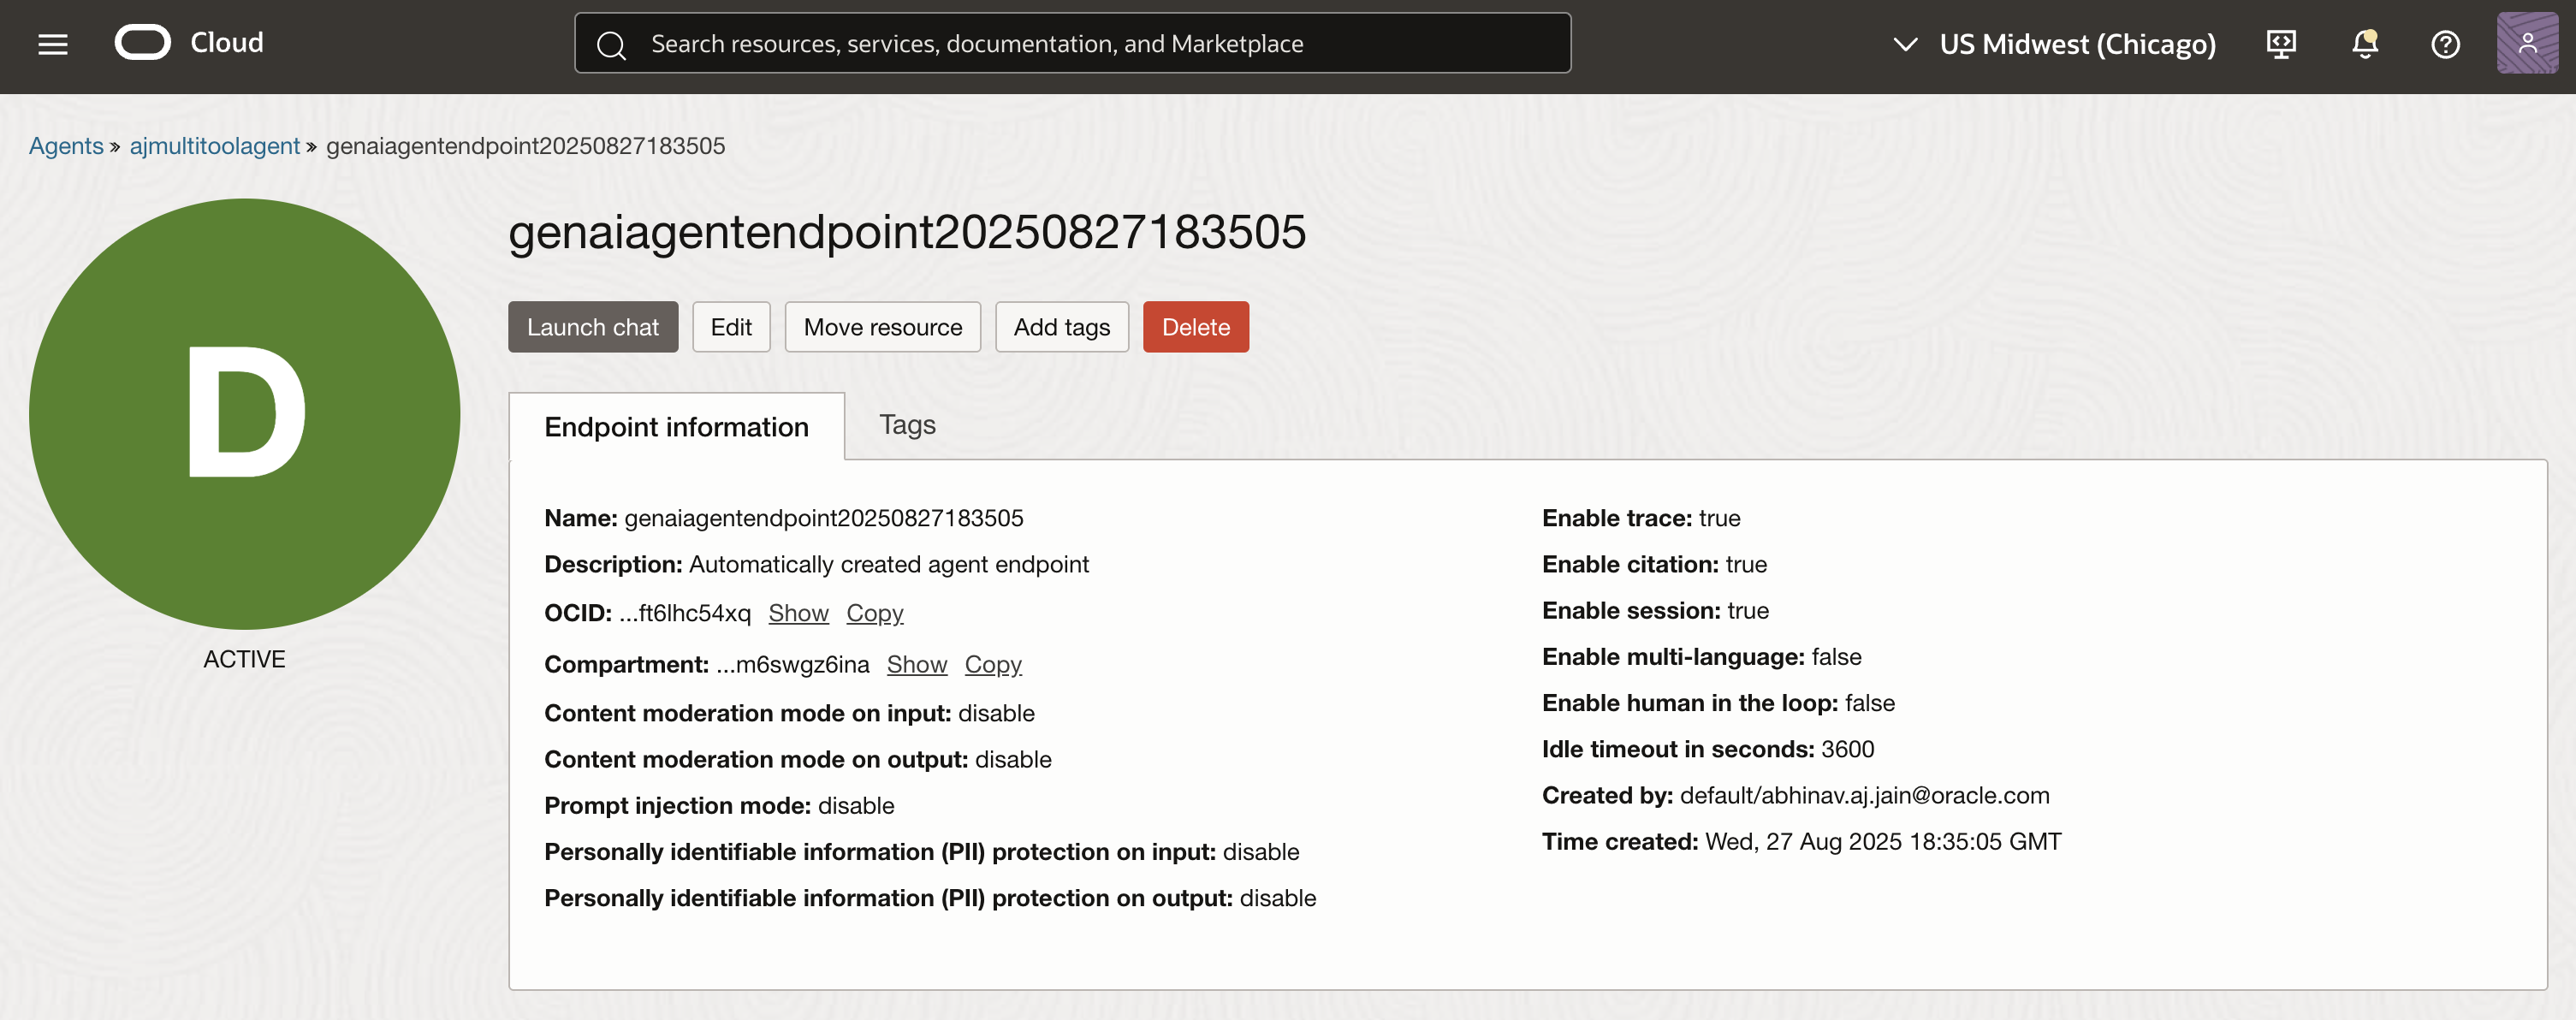 Cloud
Search resources, services, documentation, and Marketplace
US Midwest (Chicago)
Agents » ajmultitoolagent » genaiagentendpoint20250827183505
D
ACTIVE
genaiagentendpoint20250827183505
Launch chat Edit Move resource Add tags Delete
Endpoint information Tags
Name: genaiagentendpoint20250827183505
Description: Automatically created agent endpoint
OCID: ...ft6lhc54xq Show Copy
Compartment: ...m6swgz6ina Show Copy
Content moderation mode on input: disable
Content moderation mode on output: disable
Prompt injection mode: disable
Personally identifiable information (PII) protection on input: disable
Personally identifiable information (PII) protection on output: disable
Enable trace: true
Enable citation: true
Enable session: true
Enable multi-language: false
Enable human in the loop: false
Idle timeout in seconds: 3600
Created by: default/abhinav.aj.jain@oracle.com
Time created: Wed, 27 Aug 2025 18:35:05 GMT